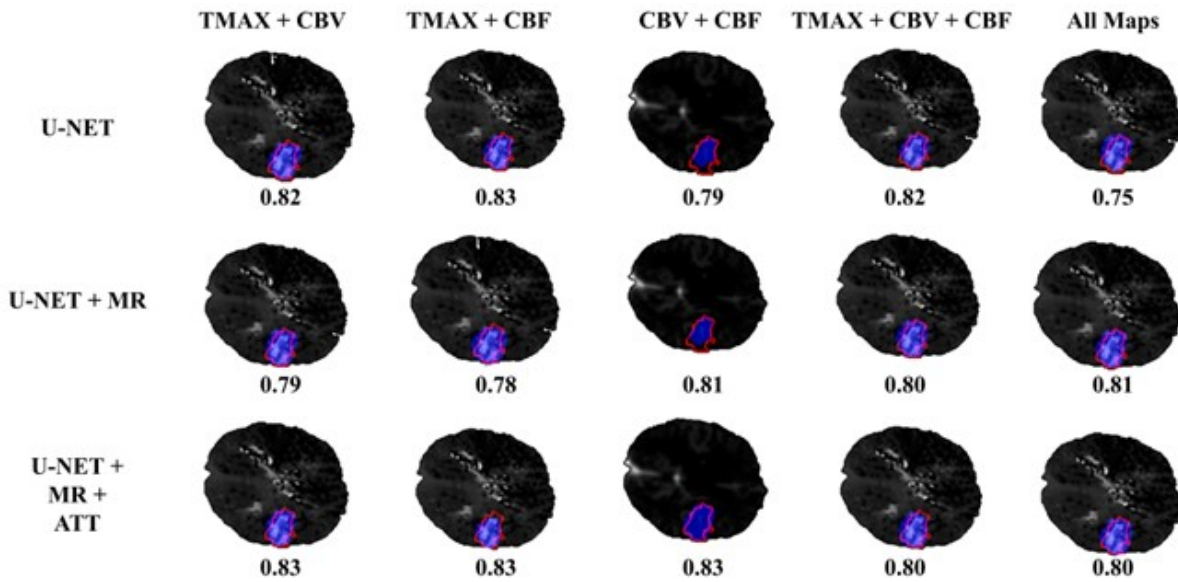 TMAX + CBV TMAX + CBF CBV + CBF TMAX + CBV + CBF All Maps
U-NET
0.82 0.83 0.79 0.82 0.75
U-NET + MR
0.79 0.78 0.81 0.80 0.81
U-NET +
MR +
ATT
0.83 0.83 0.83 0.80 0.80